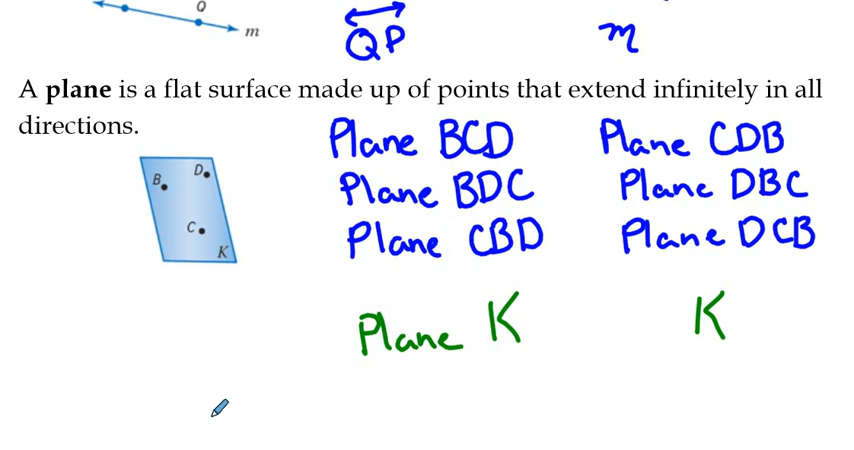 Q
m
QP
m
A plane is a flat surface made up of points that extend infinitely in all
directions.
Plane BCD Plane CDB
Plane BDC Plane DBC
Plane CBD Plane DCB
B D
C
K
Plane K K